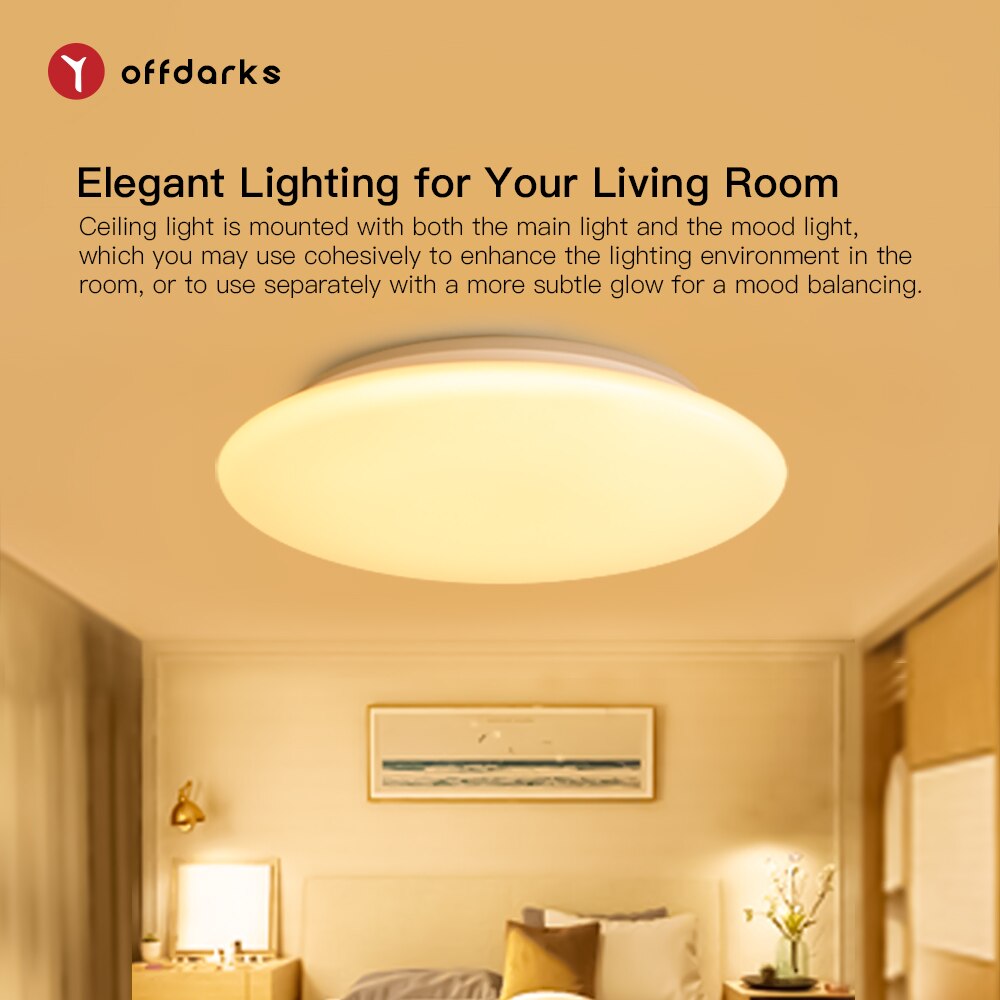 offdarks
Elegant Lighting for Your Living Room
Ceiling light is mounted with both the main light and the mood light,
which you may use cohesively to enhance the lighting environment in the
room, or to use separately with a more subtle glow for a mood balancing.